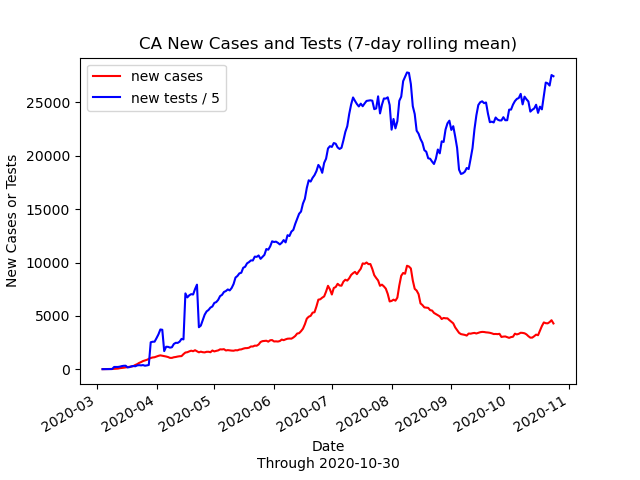 CA New Cases and Tests (7-day rolling mean)
new cases
new tests / 5
New Cases or Tests
25000
20000
15000
10000
5000
0
2020-03
2020-04
2020-05
2020-06
2020-07
2020-08
2020-09
2020-10
2020-11
Date
Through 2020-10-30